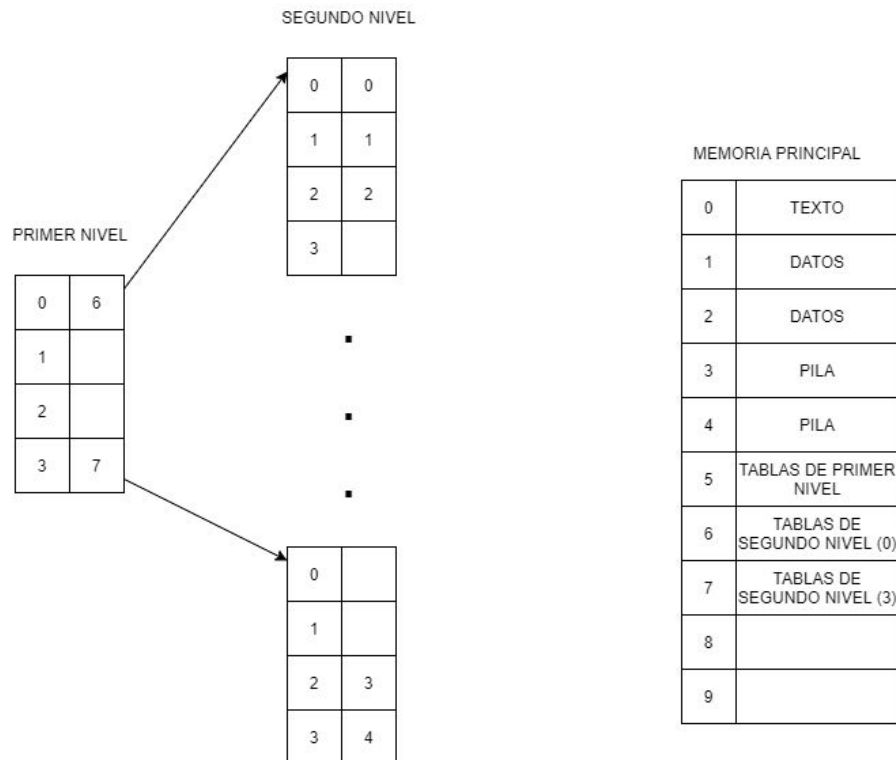 SEGUNDO NIVEL
0 0
1 1
2 2
3
PRIMER NIVEL
0 6
1
2
3 7
0
1
2 3
3 4
MEMORIA PRINCIPAL
0 TEXTO
1 DATOS
2 DATOS
3 PILA
4 PILA
5 TABLAS DE PRIMER
NIVEL
6 TABLAS DE
SEGUNDO NIVEL (0)
7 TABLAS DE
SEGUNDO NIVEL (3)
8
9